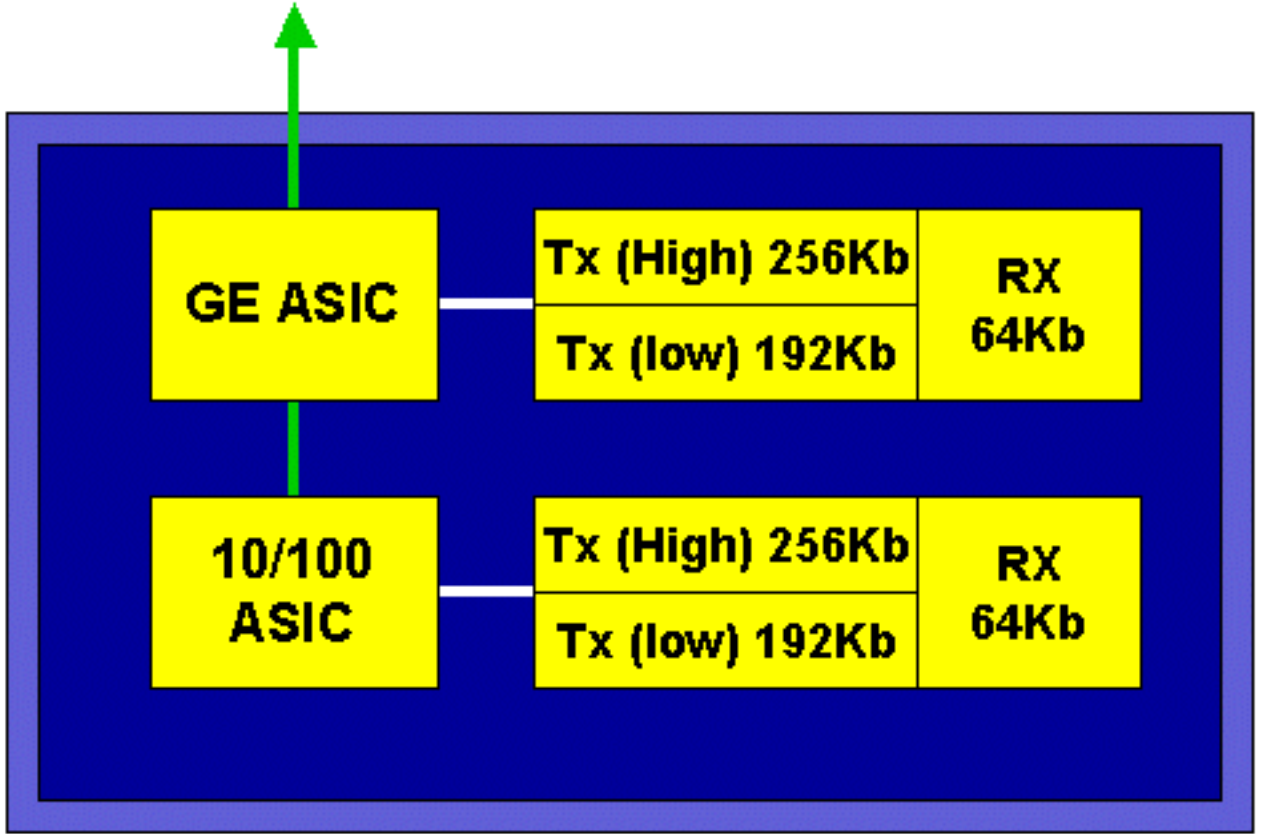 GE ASIC
Tx (High) 256Kb
Tx (low) 192Kb
RX
64Kb
10/100
ASIC
Tx (High) 256Kb
Tx (low) 192Kb
RX
64Kb